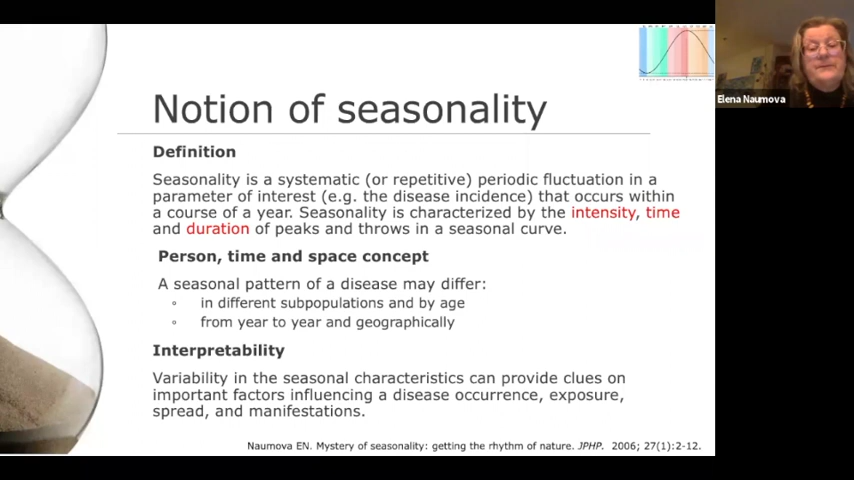 Notion of seasonality
Elena Naumova
Definition
Seasonality is a systematic (or repetitive) periodic fluctuation in a
parameter of interest (e.g. the disease incidence) that occurs within
a course of a year. Seasonality is characterized by the intensity, time
and duration of peaks and throws in a seasonal curve.
Person, time and space concept
A seasonal pattern of a disease may differ:
◦ in different subpopulations and by age
◦ from year to year and geographically
Interpretability
Variability in the seasonal characteristics can provide clues on
important factors influencing a disease occurrence, exposure,
spread, and manifestations.
Naumova EN. Mystery of seasonality: getting the rhythm of nature. JPHP. 2006; 27(1):2-12.